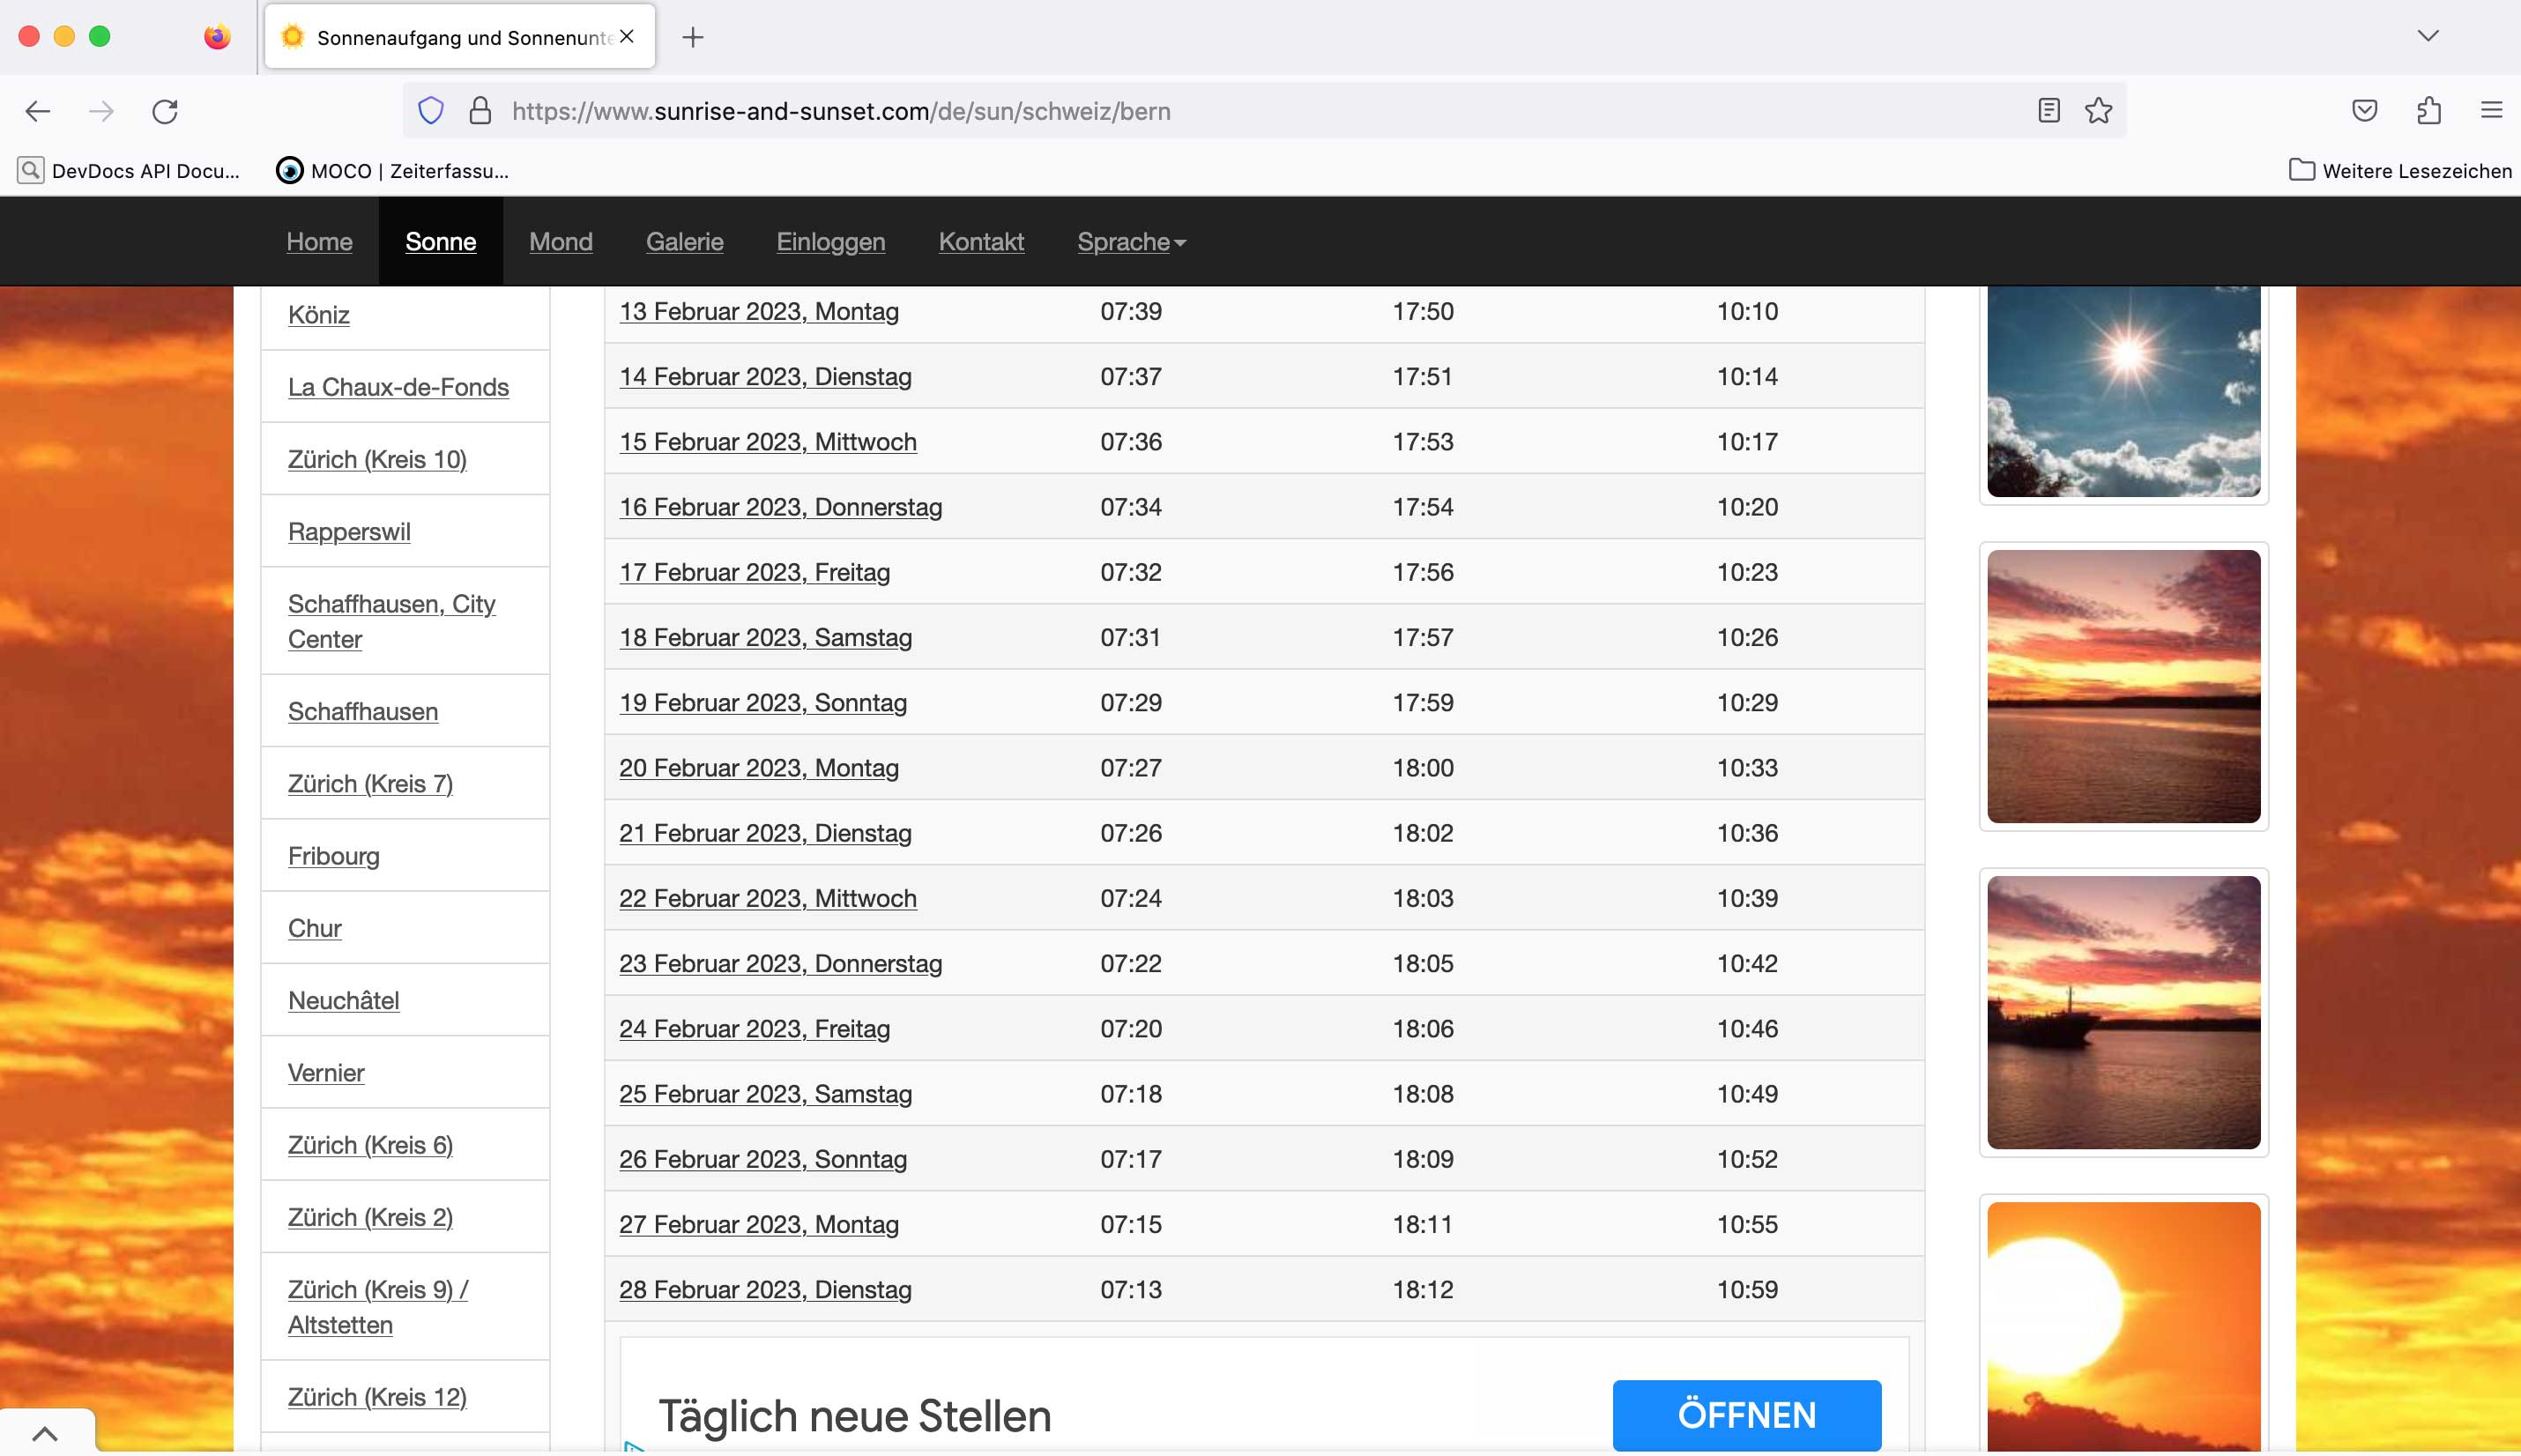 Sonnenaufgang und Sonnenunte
https://www.sunrise-and-sunset.com/de/sun/schweiz/bern
DevDocs API Docu... MOCO | Zeiterfassu... Weitere Lesezeichen
Home Sonne Mond Galerie Einloggen Kontakt Sprache
Köniz
La Chaux-de-Fonds
Zürich (Kreis 10)
Rapperswil
Schaffhausen, City
Center
Schaffhausen
Zürich (Kreis 7)
Fribourg
Chur
Neuchâtel
Vernier
Zürich (Kreis 6)
Zürich (Kreis 2)
Zürich (Kreis 9) /
Altstetten
Zürich (Kreis 12)
13 Februar 2023, Montag 07:39 17:50 10:10
14 Februar 2023, Dienstag 07:37 17:51 10:14
15 Februar 2023, Mittwoch 07:36 17:53 10:17
16 Februar 2023, Donnerstag 07:34 17:54 10:20
17 Februar 2023, Freitag 07:32 17:56 10:23
18 Februar 2023, Samstag 07:31 17:57 10:26
19 Februar 2023, Sonntag 07:29 17:59 10:29
20 Februar 2023, Montag 07:27 18:00 10:33
21 Februar 2023, Dienstag 07:26 18:02 10:36
22 Februar 2023, Mittwoch 07:24 18:03 10:39
23 Februar 2023, Donnerstag 07:22 18:05 10:42
24 Februar 2023, Freitag 07:20 18:06 10:46
25 Februar 2023, Samstag 07:18 18:08 10:49
26 Februar 2023, Sonntag 07:17 18:09 10:52
27 Februar 2023, Montag 07:15 18:11 10:55
28 Februar 2023, Dienstag 07:13 18:12 10:59
Täglich neue Stellen ÖFFNEN